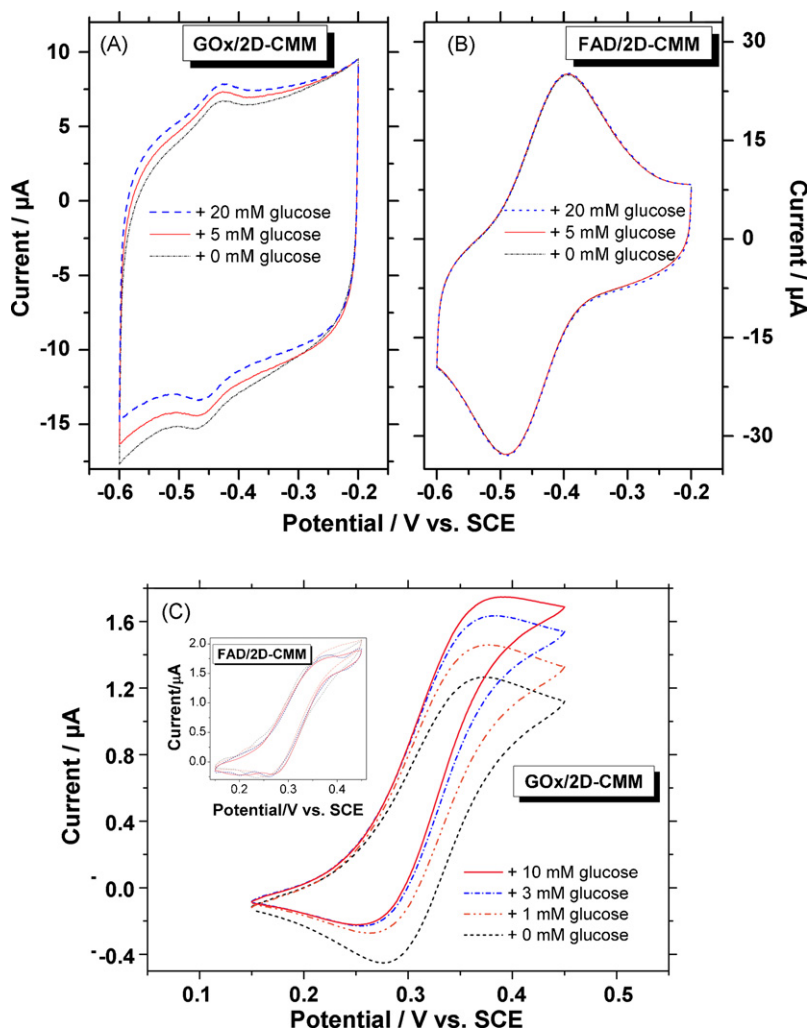 (A)
GOx/2D-CMM
10
5
0
-5
-10
-15
Current / µA
+ 20 mM glucose
+ 5 mM glucose
+ 0 mM glucose
-0.6 -0.5 -0.4 -0.3 -0.2
(B)
FAD/2D-CMM
30
15
0
-15
-30
Current / µA
+ 20 mM glucose
+ 5 mM glucose
+ 0 mM glucose
-0.6 -0.5 -0.4 -0.3 -0.2
Potential / V vs. SCE
(C)
1.6
1.2
0.8
0.4
0.0
-0.4
Current / µA
FAD/2D-CMM
2.0
1.5
1.0
0.5
0.0
Current/µA
0.2 0.3 0.4
Potential/V vs. SCE
GOx/2D-CMM
+ 10 mM glucose
+ 3 mM glucose
+ 1 mM glucose
+ 0 mM glucose
0.1 0.2 0.3 0.4 0.5
Potential / V vs. SCE